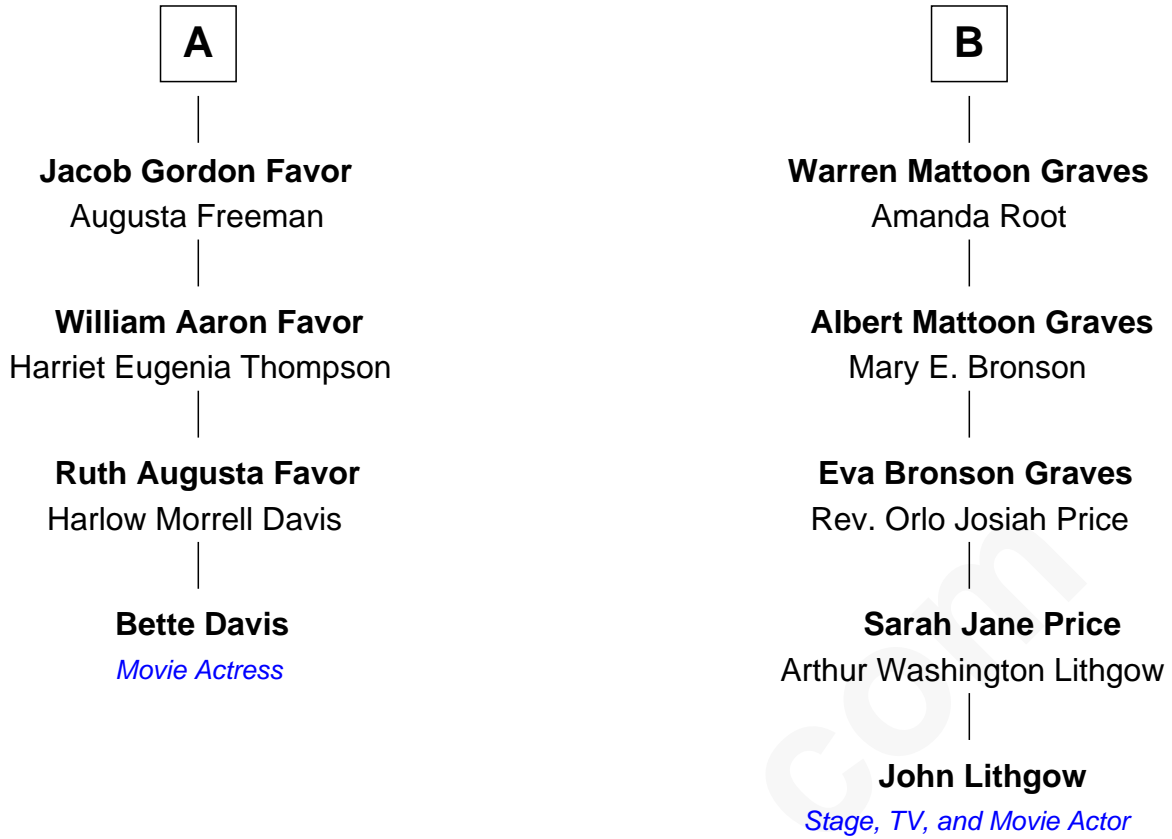 A
Jacob Gordon Favor
Augusta Freeman
William Aaron Favor
Harriet Eugenia Thompson
Ruth Augusta Favor
Harlow Morrell Davis
Bette Davis
Movie Actress
B
Warren Mattoon Graves
Amanda Root
Albert Mattoon Graves
Mary E. Bronson
Eva Bronson Graves
Rev. Orlo Josiah Price
Sarah Jane Price
Arthur Washington Lithgow
John Lithgow
Stage, TV, and Movie Actor
com